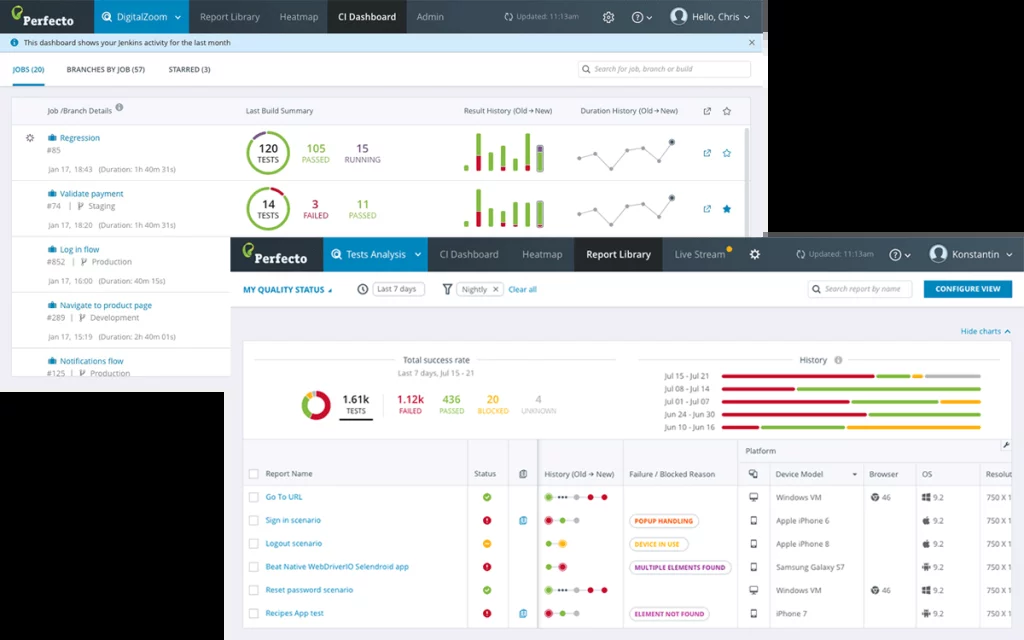 Perfecto DigitalZoom Report Library Heatmap CI Dashboard Admin Updated: 11:13am Hello, Chris
This dashboard shows your Jenkins activity for the last month
JOBS (20) BRANCHES BY JOB (57) STARRED (3) Search for job, branch or build
Job /Branch Details Last Build Summary Result History (Old → New) Duration History (Old → New)
Regression
#85
Jan 17, 18:43 (Duration: 1h 40m 31s)
120 TESTS
105 PASSED
15 RUNNING
Validate payment
#74 | Staging
Jan 17, 18:20 (Duration: 1h 40m 31s)
14 TESTS
3 FAILED
11 PASSED
Log in flow
#852 | Production
Jan 17, 16:00 (Duration: 40m 15s)
Navigate to product page
#289 | Development
Jan 17, 15:19 (Duration: 2h 40m 01s)
Notifications flow
#125 | Production
Perfecto Tests Analysis CI Dashboard Heatmap Report Library Live Stream Updated: 11:13am Konstantin
MY QUALITY STATUS Last 7 days Nightly Clear all Search report by name CONFIGURE VIEW
Hide charts
Total success rate
Last 7 days, Jul 15 - 21
1.61k TESTS
1.12k FAILED
436 PASSED
20 BLOCKED
4 UNKNOWN
History
Jul 15 - Jul 21
Jul 08 - Jul 14
Jul 01 - Jul 07
Jun 24 - Jun 30
Jun 10 - Jun 16
Platform
Report Name Status History (Old → New) Failure / Blocked Reason Device Model Browser OS Resolut
Go To URL Windows VM 46 9.2 750 X 1
Sign in scenario POPUP HANDLING Apple iPhone 6 9.2 750 X 1
Logout scenario DEVICE IN USE Apple iPhone 8 9.2 750 X 1
Beat Native WebDriverIO Selendroid app MULTIPLE ELEMENTS FOUND Samsung Galaxy S7 9.2 750 X 1
Reset password scenario Windows VM 46 9.2 750 X 1
Recipes App test ELEMENT NOT FOUND iPhone 7 9.2 750 X 1